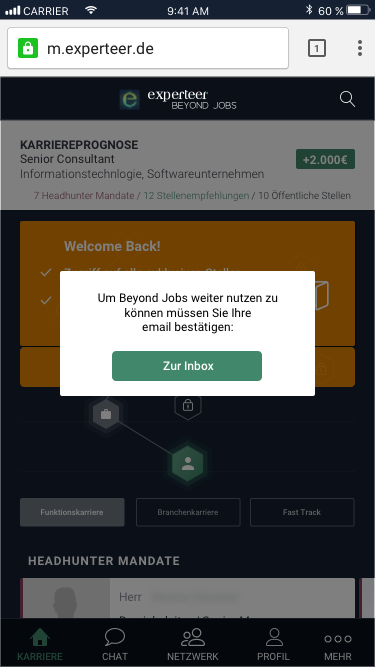 CARRIER 9:41 AM 60 %
m.experteer.de 1
e experteer
BEYOND JOBS
KARRIEREPROGNOSE
Senior Consultant
+2.000€
Informationstechnlogie, Softwareunternehmen
7 Headhunter Mandate / 12 Stellenempfehlungen / 10 Öffentliche Stellen
Welcome Back!
Um Beyond Jobs weiter nutzen zu
können müssen Sie Ihre
email bestätigen:
Zur Inbox
Funktionskarriere Branchenkarriere Fast Track
HEADHUNTER MANDATE
Herr
KARRIERE CHAT NETZWERK PROFIL MEHR